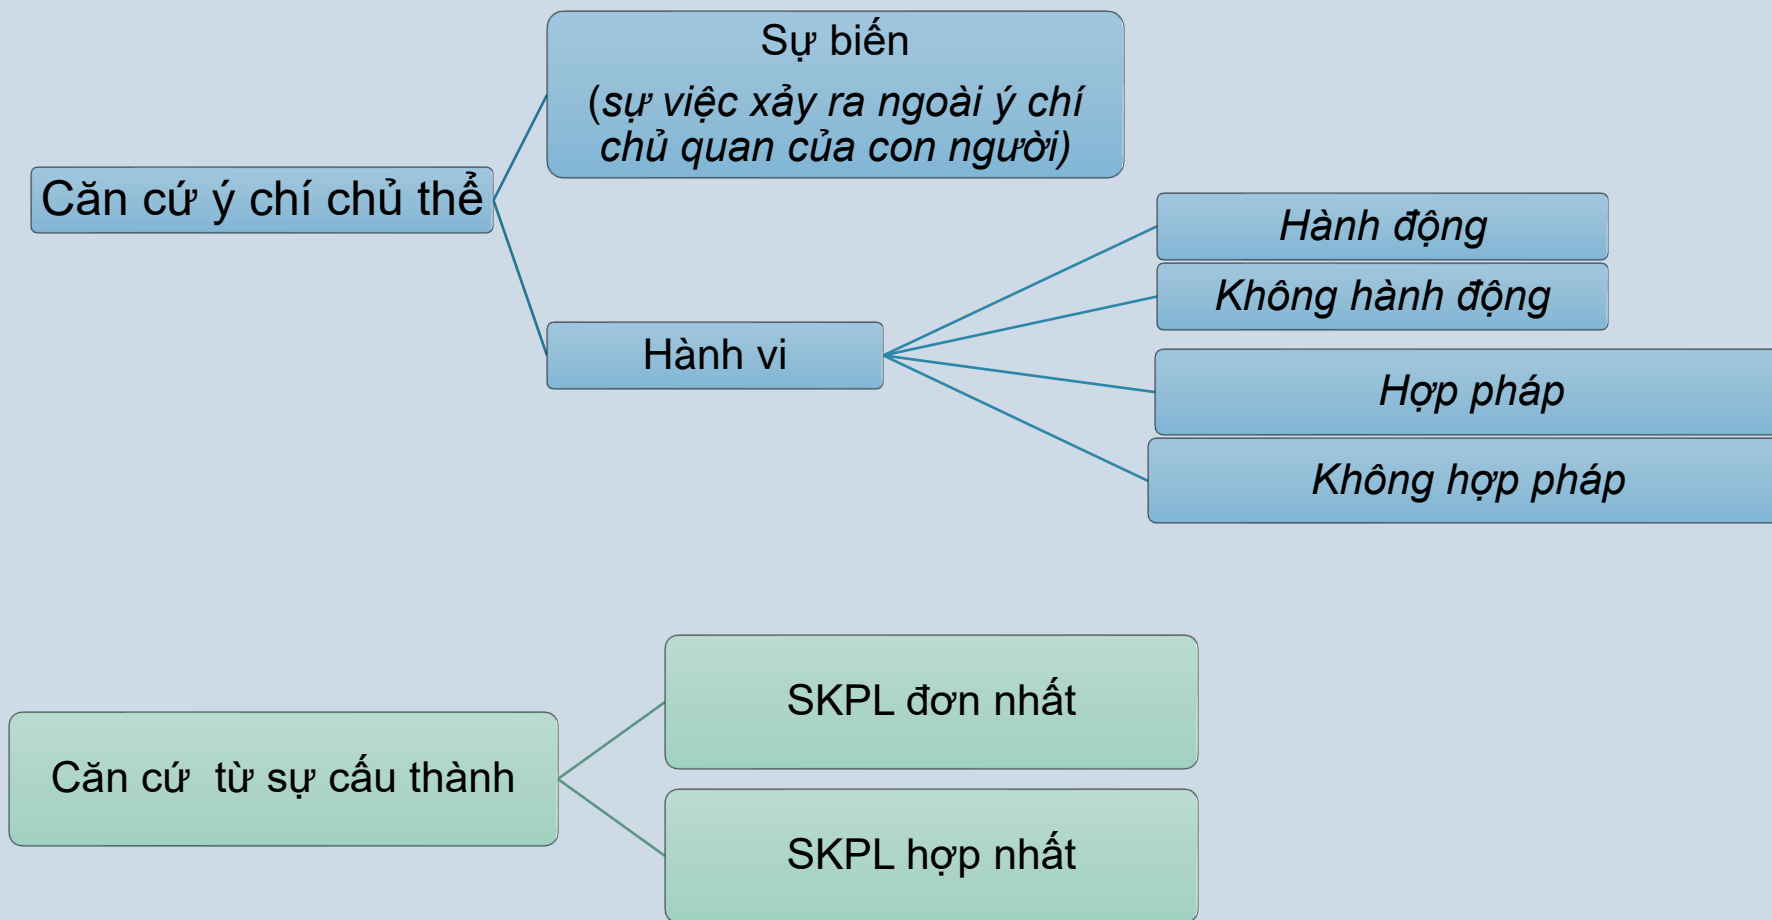 Sự biến
(sự việc xảy ra ngoài ý chí
chủ quan của con người)
Căn cứ ý chí chủ thể
Hành động
Không hành động
Hành vi
Hợp pháp
Không hợp pháp
SKPL đơn nhất
Căn cứ từ sự cấu thành
SKPL hợp nhất